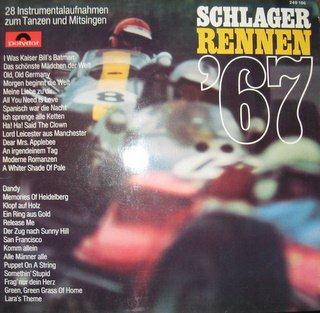 28 Instrumentalaufnahmen
zum Tanzen und Mitsingen
polydor
249 166
SCHLAGER
RENNEN
'67
I Was Kaiser Bill's Batman
Das schönste Mädchen der Welt
Old, Old Germany
Morgen beginnt die Welt
Meine Liebe zu dir
All You Need Is Love
Spanisch war die Nacht
Ich sprenge alle Ketten
Ha! Ha! Said The Clown
Lord Leicester aus Manchester
Dear Mrs. Applebee
An irgendeinem Tag
Moderne Romanzen
A Whiter Shade Of Pale
Dandy
Memories Of Heidelberg
Klopf auf Holz
Ein Ring aus Gold
Release Me
Der Zug nach Sunny Hill
San Francisco
Komm allein
Alle Männer alle
Puppet On A String
Somethin' Stupid
Frag' nur dein Herz
Green, Green Grass Of Home
Lara's Theme